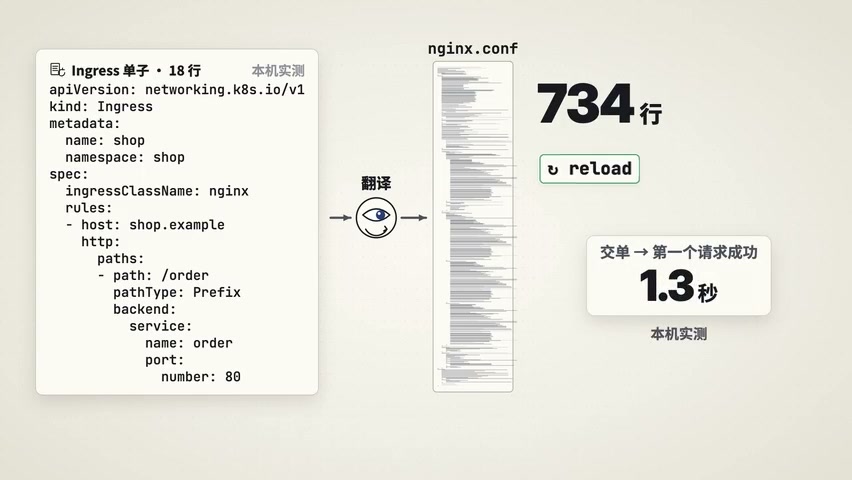 Ingress 单子 · 18 行
本机实测
apiVersion: networking.k8s.io/v1
kind: Ingress
metadata:
  name: shop
  namespace: shop
spec:
  ingressClassName: nginx
  rules:
  - host: shop.example
    http:
      paths:
      - path: /order
        pathType: Prefix
        backend:
          service:
            name: order
            port:
              number: 80
翻译
nginx.conf
734 行
↻ reload
交单 → 第一个请求成功
1.3 秒
本机实测